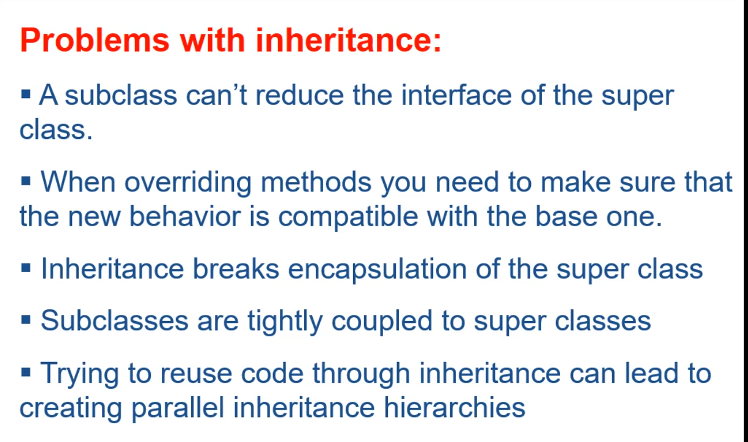 Problems with inheritance:
▪ A subclass can’t reduce the interface of the super
class.
▪ When overriding methods you need to make sure that
the new behavior is compatible with the base one.
▪ Inheritance breaks encapsulation of the super class
▪ Subclasses are tightly coupled to super classes
▪ Trying to reuse code through inheritance can lead to
creating parallel inheritance hierarchies